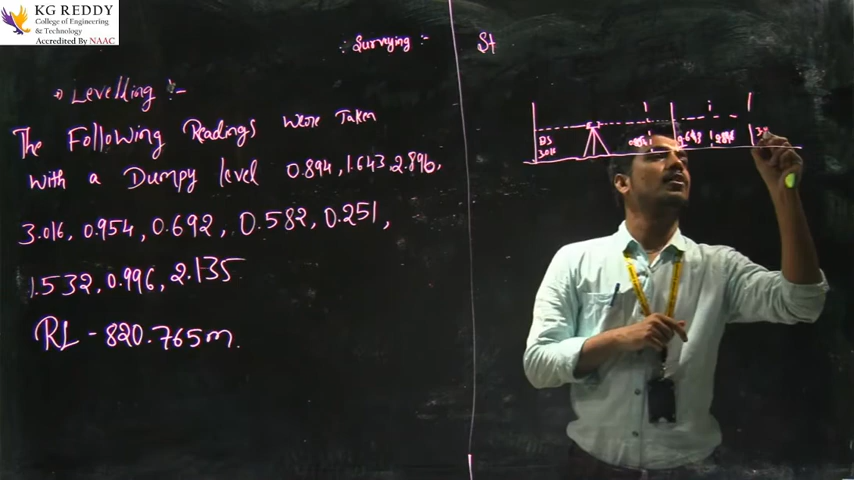 KG REDDY
College of Engineering
& Technology
Accredited By NAAC
: Surveying :-
St
→ Levelling :-
The Following Readings were Taken
with a Dumpy level 0.894, 1.643, 2.896,
3.016, 0.954, 0.692, 0.582, 0.251,
1.532, 0.996, 2.135
RL - 820.765m.
BS